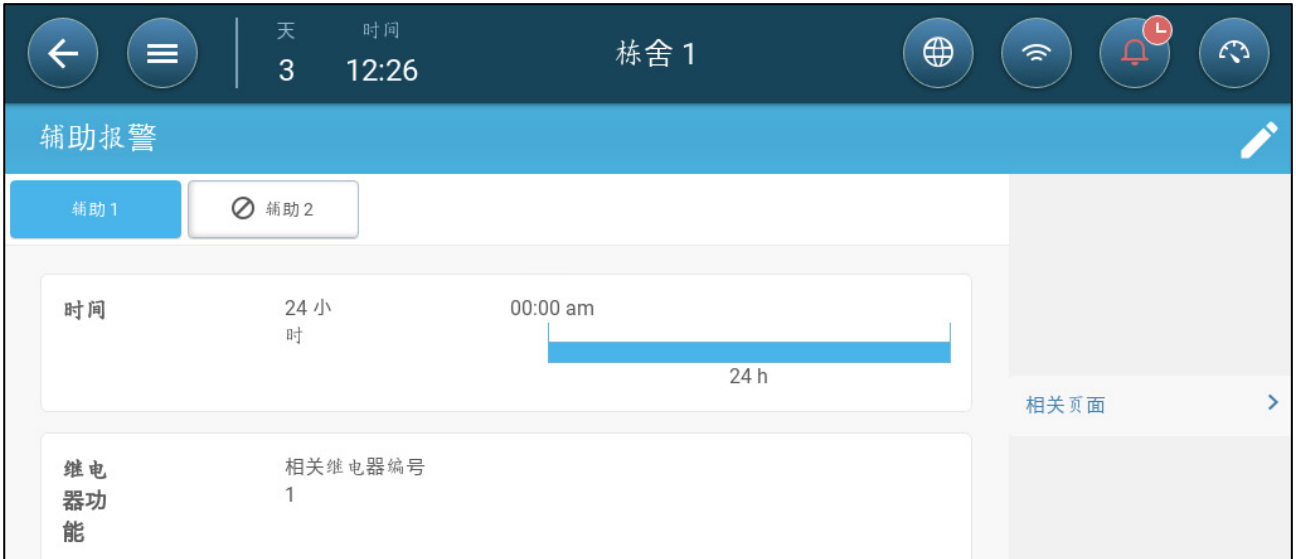 天 时间
3 12:26
栋舍 1
辅助报警
辅助 1
辅助 2
时间
24 小
时
00:00 am
24 h
相关页面
继电
器功
能
相关继电器编号
1